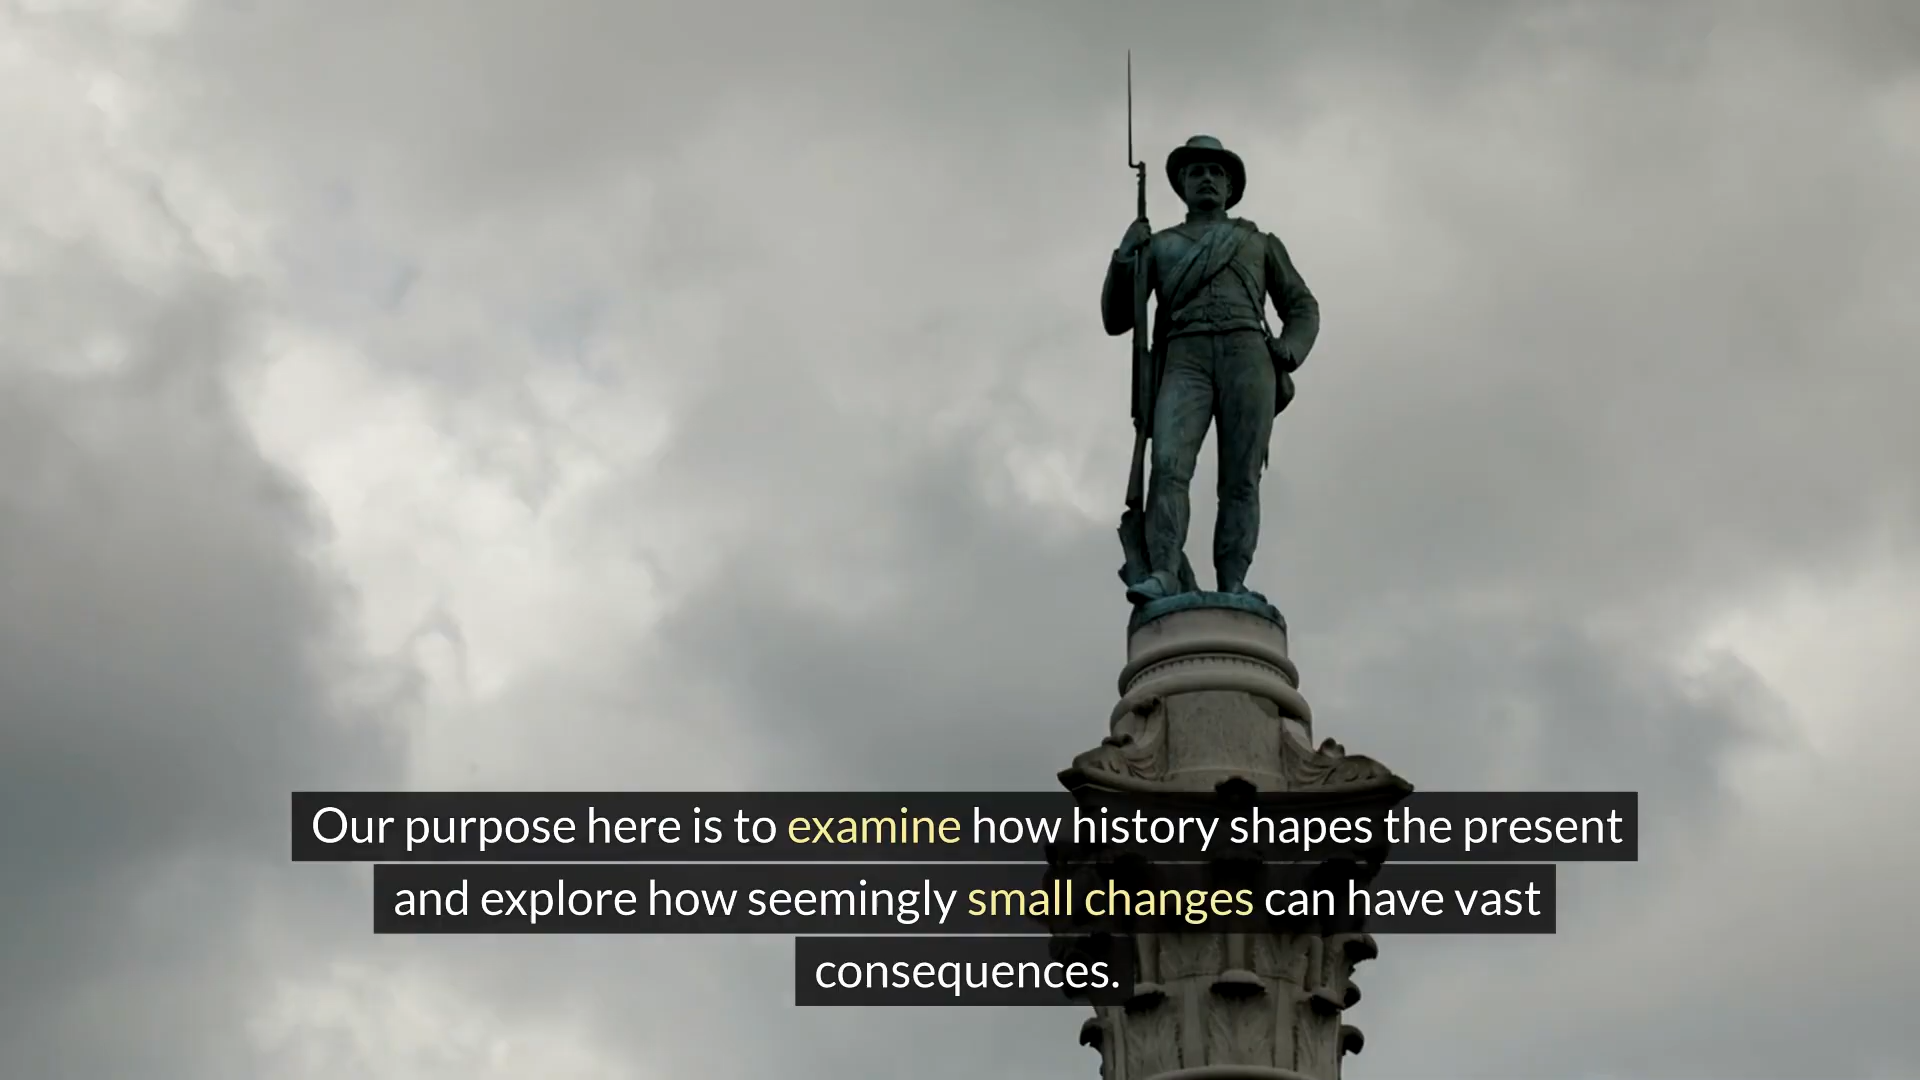 Our purpose here is to examine how history shapes the present
and explore how seemingly small changes can have vast
consequences.